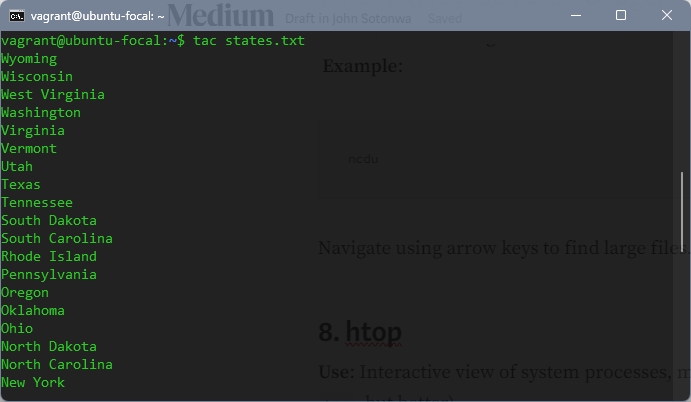 vagrant@ubuntu-focal: ~
Medium
Draft in John Sotonwa
Saved
vagrant@ubuntu-focal:~$ tac states.txt
Wyoming
Wisconsin
West Virginia
Washington
Virginia
Vermont
Utah
Texas
Tennessee
South Dakota
South Carolina
Rhode Island
Pennsylvania
Oregon
Oklahoma
Ohio
North Dakota
North Carolina
New York
Example:
ncdu
Navigate using arrow keys to find large files.
8. htop
Use: Interactive view of system processes,
but better)